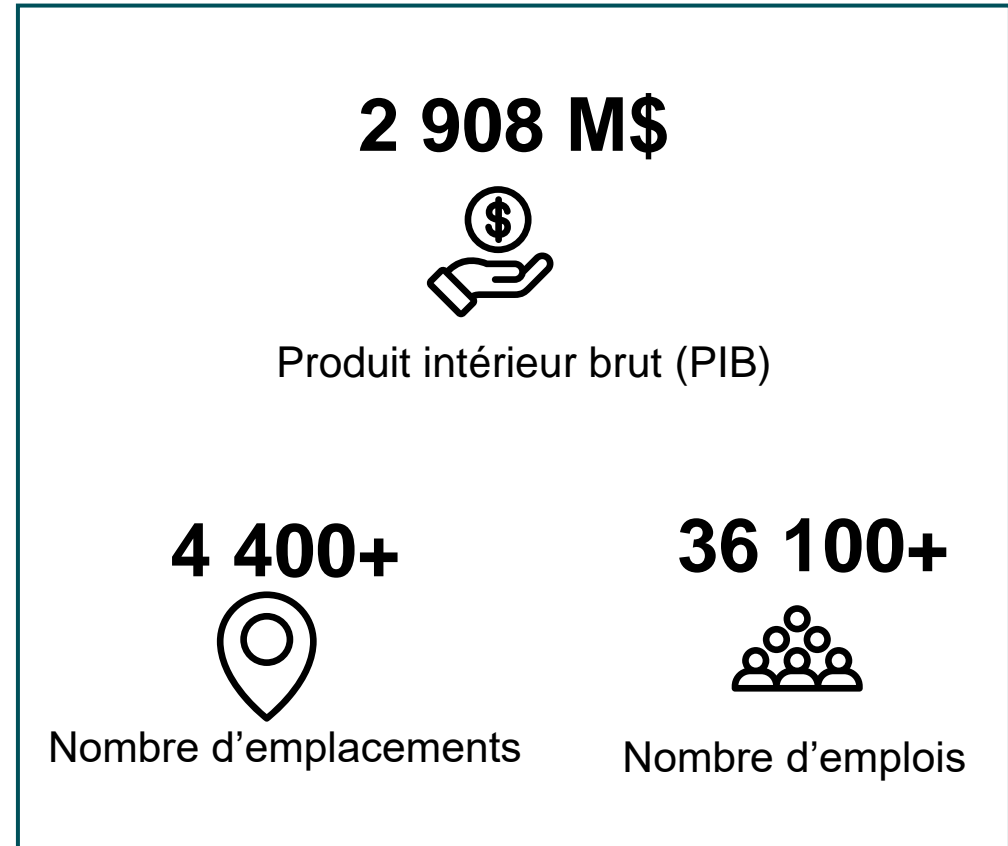 2 908 M$
$
Produit intérieur brut (PIB)
4 400+
36 100+
Nombre d’emplacements
Nombre d’emplois